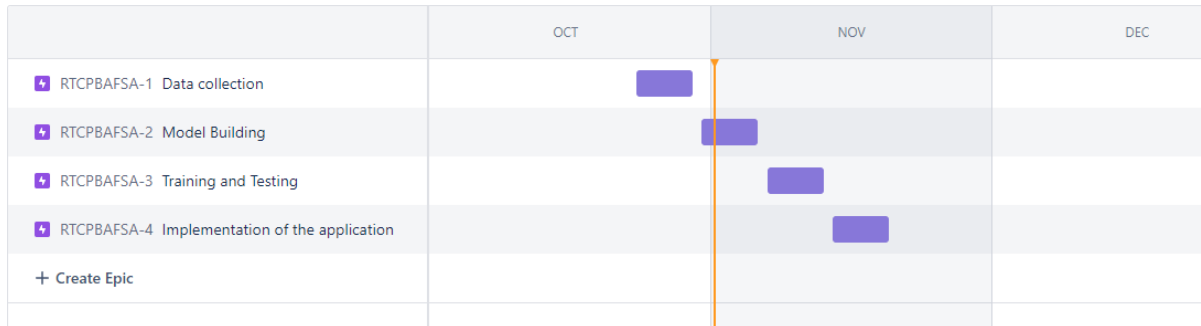 OCT NOV DEC
RTCPBAFSA-1 Data collection
RTCPBAFSA-2 Model Building
RTCPBAFSA-3 Training and Testing
RTCPBAFSA-4 Implementation of the application
+ Create Epic